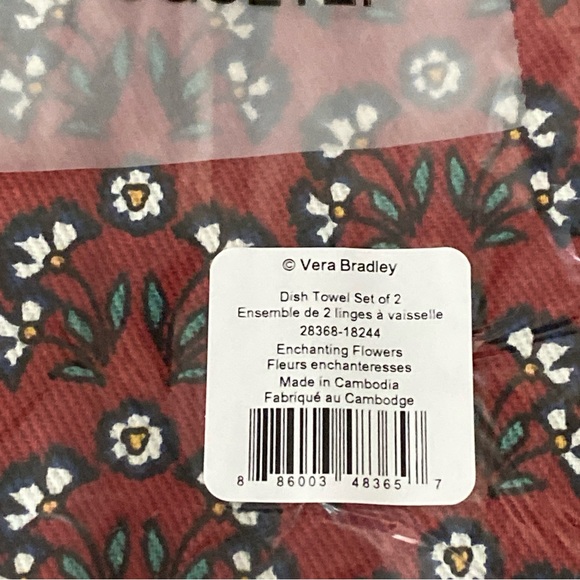 © Vera Bradley
Dish Towel Set of 2
Ensemble de 2 linges à vaisselle
28368-18244
Enchanting Flowers
Fleurs enchanteresses
Made in Cambodia
Fabriqué au Cambodge
8 86003 48365 7